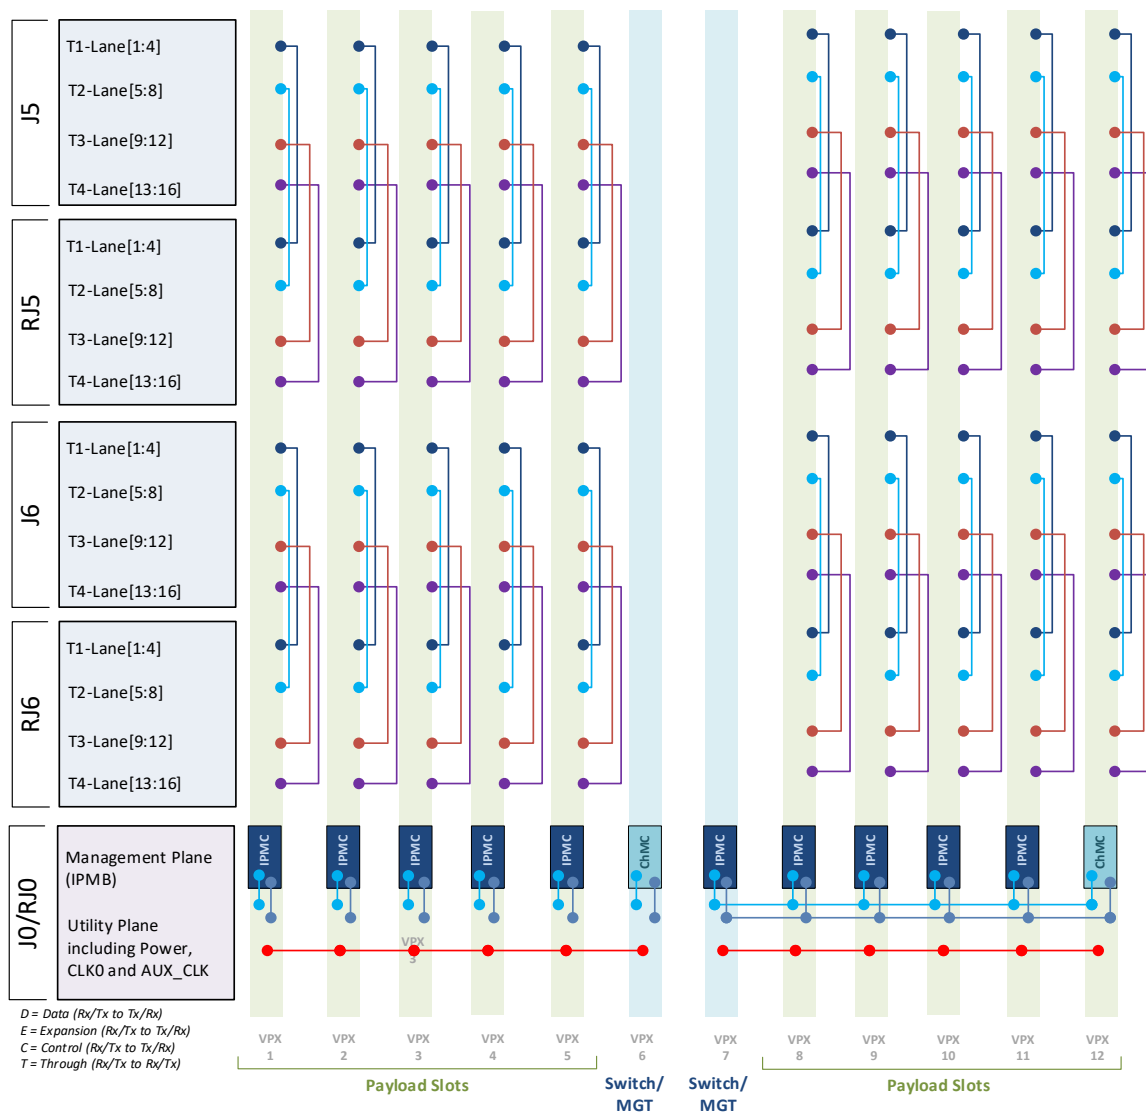 J5
T1-Lane[1:4]
T2-Lane[5:8]
T3-Lane[9:12]
T4-Lane[13:16]
RJ5
T1-Lane[1:4]
T2-Lane[5:8]
T3-Lane[9:12]
T4-Lane[13:16]
J6
T1-Lane[1:4]
T2-Lane[5:8]
T3-Lane[9:12]
T4-Lane[13:16]
RJ6
T1-Lane[1:4]
T2-Lane[5:8]
T3-Lane[9:12]
T4-Lane[13:16]
J0/RJ0
Management Plane
(IPMB)
Utility Plane
including Power,
CLK0 and AUX_CLK
IPMC
IPMC
IPMC
IPMC
IPMC
ChMC
IPMC
IPMC
IPMC
IPMC
IPMC
ChMC
VPX
3
D = Data (Rx/Tx to Tx/Rx)
E = Expansion (Rx/Tx to Tx/Rx)
C = Control (Rx/Tx to Tx/Rx)
T = Through (Rx/Tx to Rx/Tx)
VPX
1
VPX
2
VPX
3
VPX
4
VPX
5
VPX
6
VPX
7
VPX
8
VPX
9
VPX
10
VPX
11
VPX
12
Payload Slots
Switch/
MGT
Switch/
MGT
Payload Slots